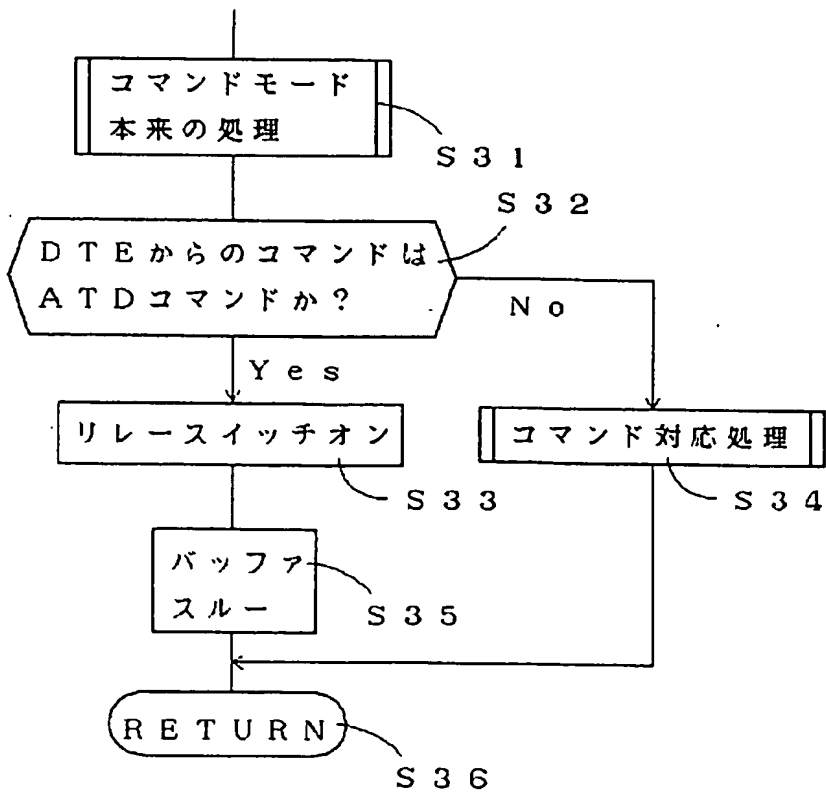 コマンドモード
本来の処理
S31
S32
DTEからのコマンドは
ATDコマンドか?
No
Yes
リレースイッチオン
コマンド対応処理
S33
S34
バッファ
スルー
S35
RETURN
S36